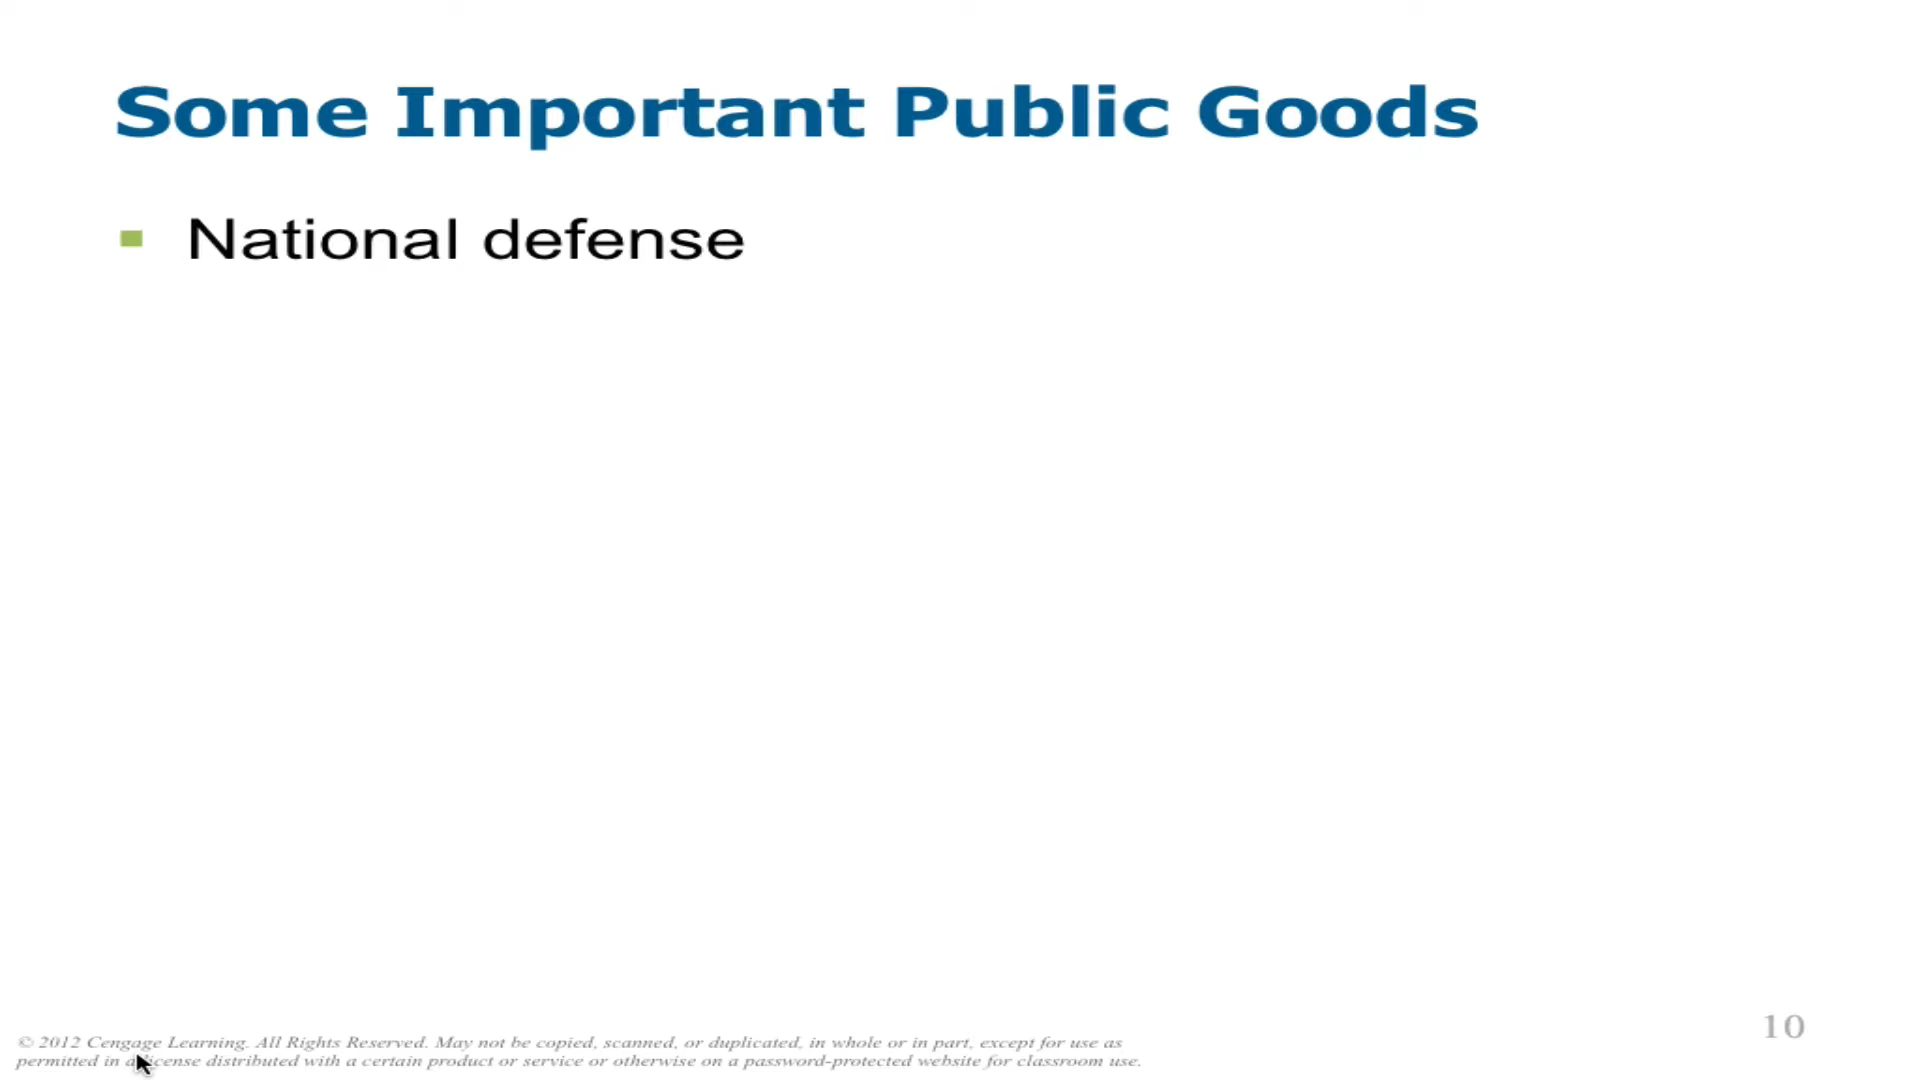 Some Important Public Goods
▪ National defense
10
© 2012 Cengage Learning. All Rights Reserved. May not be copied, scanned, or duplicated, in whole or in part, except for use as
permitted in a license distributed with a certain product or service or otherwise on a password-protected website for classroom use.